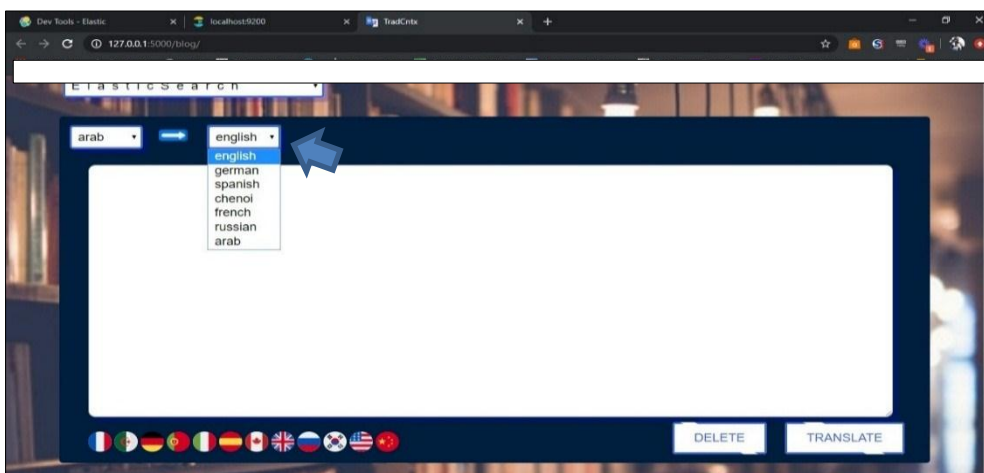 Dev Tools - Elastic
localhost:9200
TradCntx
127.0.0.1:5000/blog/
ElasticSearch
arab
english
english
german
spanish
chenoi
french
russian
arab
DELETE
TRANSLATE